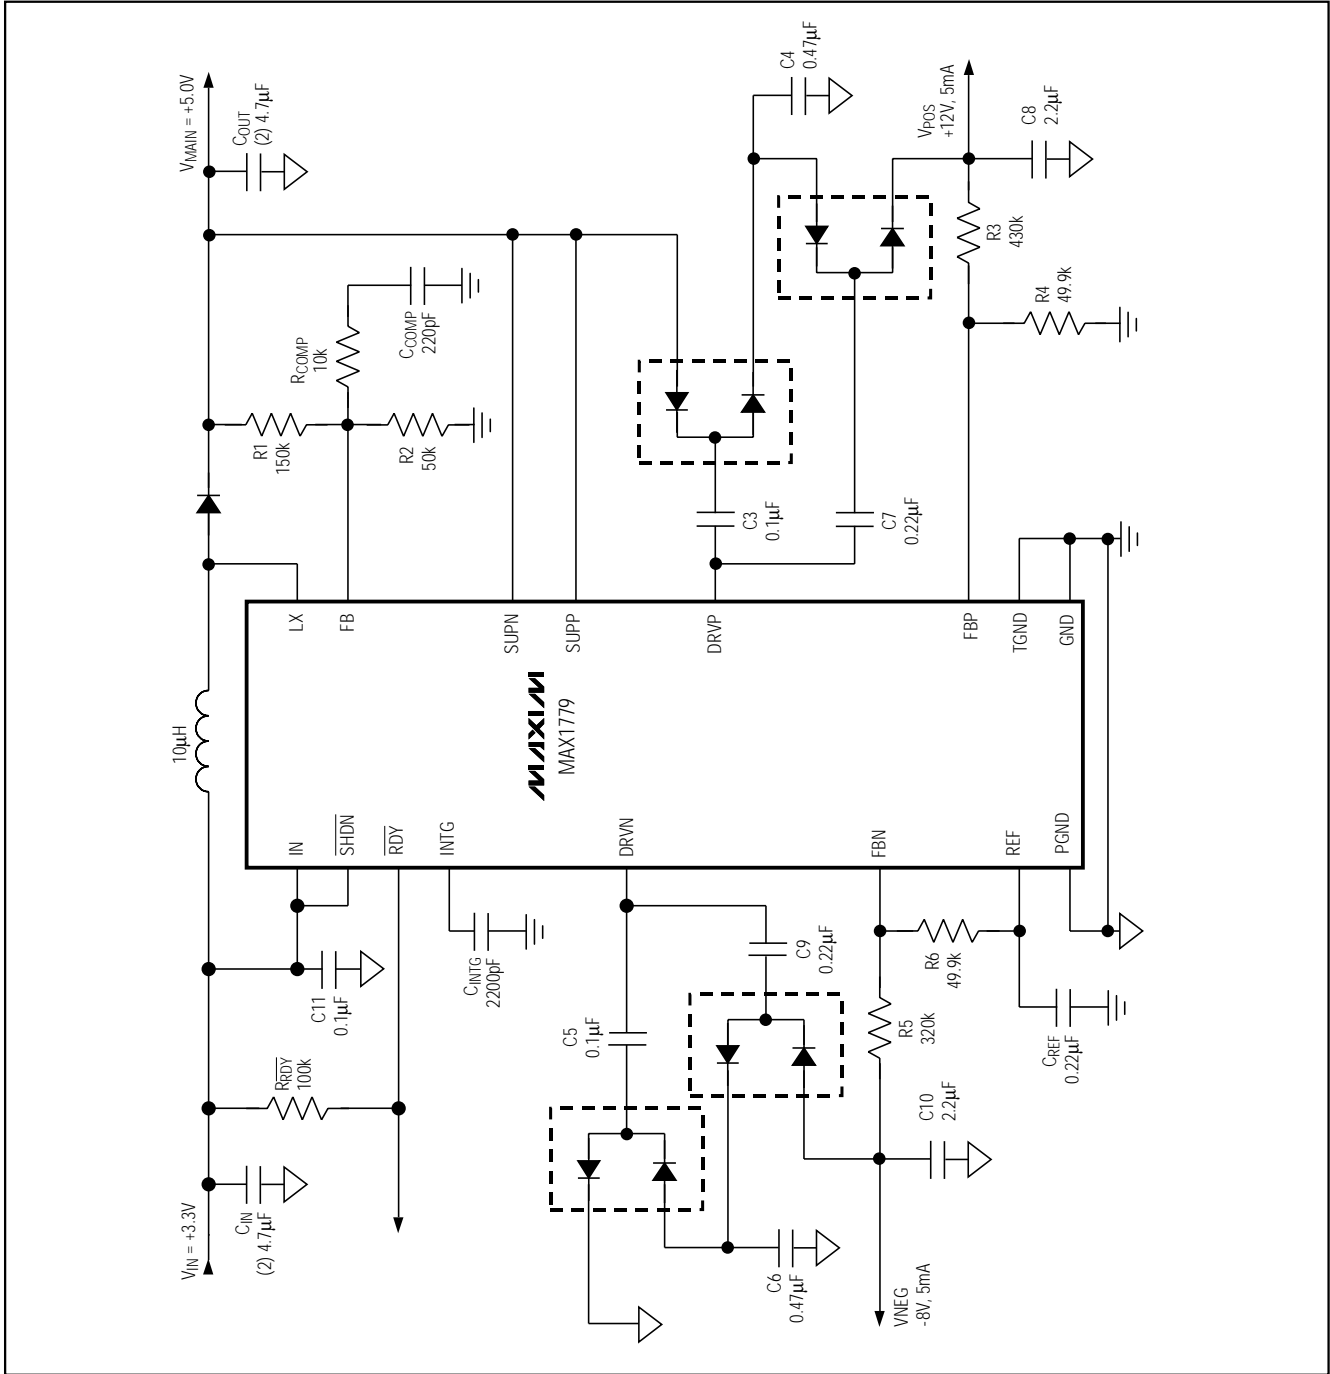 VIN = +3.3V
CIN
(2) 4.7µF
RRDY
100k
C11
0.1µF
10µH
VMAIN = +5.0V
COUT
(2) 4.7µF
R1
150k
RCOMP
10k
R2
50k
CCOMP
220pF
IN
SHDN
RDY
INTG
DRVN
FBN
REF
PGND
MAXIM
MAX1779
LX
FB
SUPN
SUPP
DRVP
FBP
TGND
GND
CINTG
2200pF
C5
0.1µF
C9
0.22µF
C6
0.47µF
R5
320k
R6
49.9k
CREF
0.22µF
C10
2.2µF
VNEG
-8V, 5mA
C3
0.1µF
C7
0.22µF
C4
0.47µF
VPOS
+12V, 5mA
C8
2.2µF
R3
430k
R4
49.9k